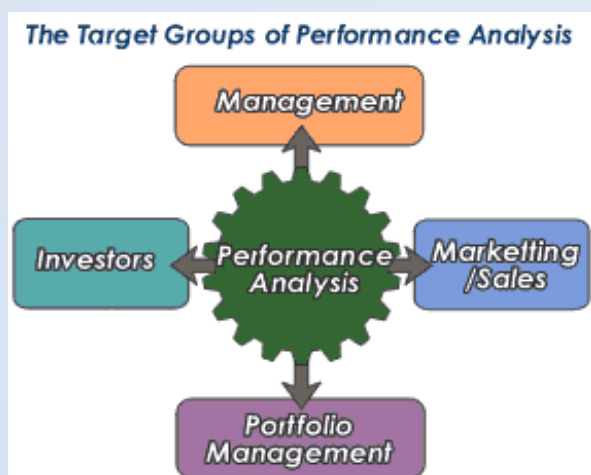 The Target Groups of Performance Analysis
Management
Investors
Performance
Analysis
Marketting
/Sales
Portfolio
Management